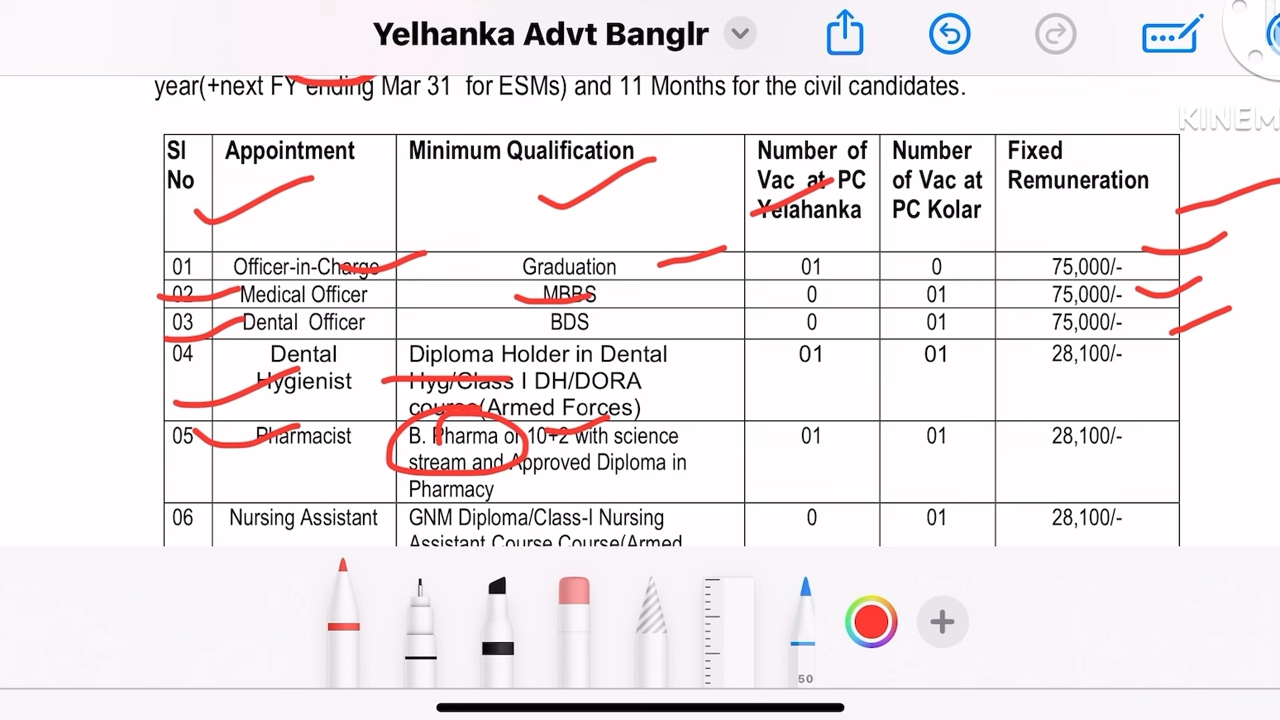 Yelhanka Advt Banglr
year(+next FY ending Mar 31 for ESMs) and 11 Months for the civil candidates.
KINEM
Sl No Appointment Minimum Qualification Number of Vac at PC Yelahanka Number of Vac at PC Kolar Fixed Remuneration
01 Officer-in-Charge Graduation 01 0 75,000/-
02 Medical Officer MBBS 0 01 75,000/-
03 Dental Officer BDS 0 01 75,000/-
04 Dental Hygienist Diploma Holder in Dental Hyg/Class I DH/DORA course(Armed Forces) 01 01 28,100/-
05 Pharmacist B. Pharma or 10+2 with science stream and Approved Diploma in Pharmacy 01 01 28,100/-
06 Nursing Assistant GNM Diploma/Class-I Nursing Assistant Course Course(Armed 0 01 28,100/-
50